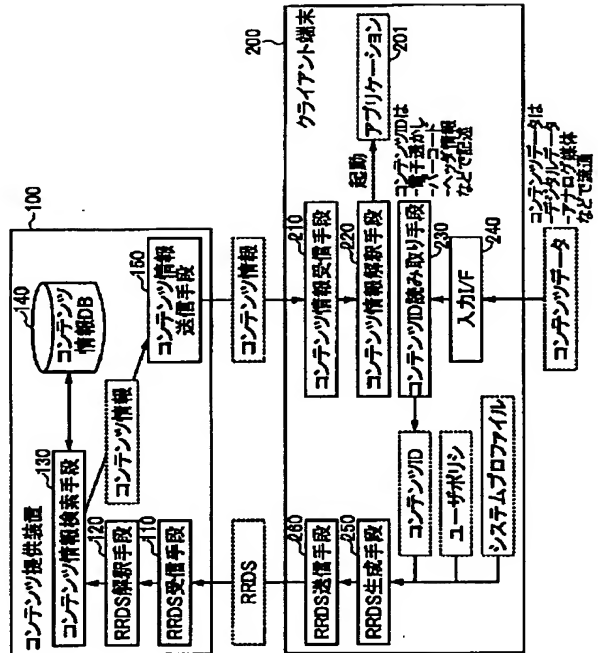 100
コンテンツ提供装置
130
コンテンツ情報検索手段
140
コンテンツ
情報DB
120
RRDS解釈手段
コンテンツ情報
160
コンテンツ情報
送信手段
110
RRDS受信手段
RRDS
コンテンツ情報
200
クライアント端末
260
RRDS送信手段
210
コンテンツ情報受信手段
250
RRDS生成手段
220
コンテンツ情報解釈手段
起動
アプリケーション
201
コンテンツIDは
-電子透かし
-バーコード
-ヘッダ情報
などで記述
コンテンツID
コンテンツID読み取り手段
230
ユーザポリシ
入力I/F
240
システムプロファイル
コンテンツデータは
-デジタルデータ
-アナログ媒体
などで流通
コンテンツデータ